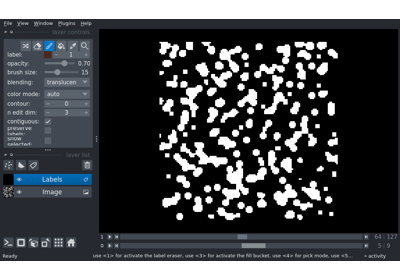 File View Window Plugins Help
layer controls
label: 1
opacity: 0.70
brush size: 15
blending: translucen
color mode: auto
contour: 0
n edit dim: 3
contiguous:
preserve
labels:
show
selected:
layer list
Labels
Image
1 64 127
0 5 9
Ready use <1> for activate the label eraser, use <3> for activate the fill bucket, use <4> for pick mode, use <5... activity